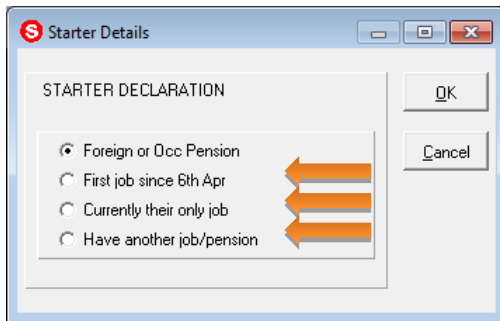 S Starter Details
STARTER DECLARATION
OK
Foreign or Occ Pension
Cancel
First job since 6th Apr
Currently their only job
Have another job/pension